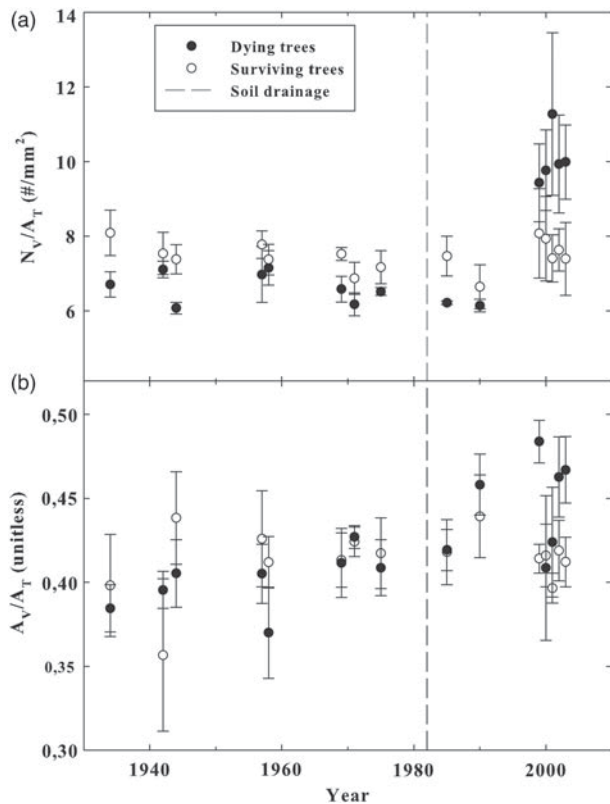 (a)
14
12
10
8
6
N_V/A_T (#/mm²)
Dying trees
Surviving trees
Soil drainage
(b)
0,50
0,45
0,40
0,35
0,30
A_V/A_T (unitless)
1940 1960 1980 2000
Year